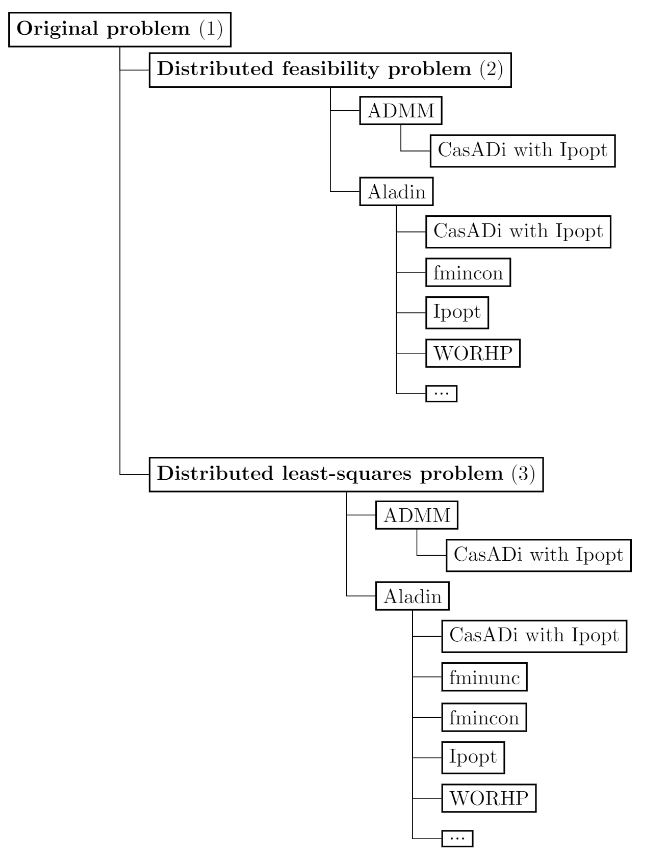 Original problem (1)
Distributed feasibility problem (2)
ADMM
CasADi with Ipopt
Aladin
CasADi with Ipopt
fmincon
Ipopt
WORHP
...
Distributed least-squares problem (3)
ADMM
CasADi with Ipopt
Aladin
CasADi with Ipopt
fminunc
fmincon
Ipopt
WORHP
...